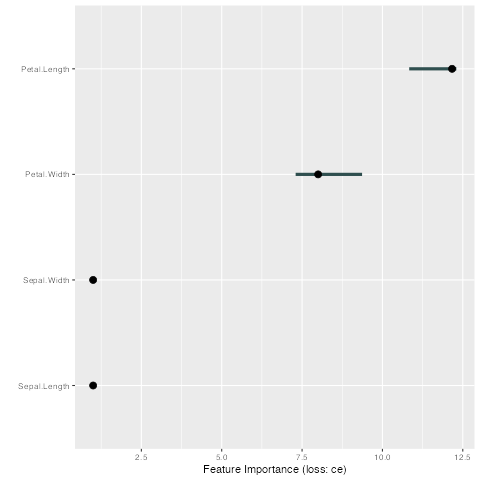 Petal.Length
Petal.Width
Sepal.Width
Sepal.Length
2.5 5.0 7.5 10.0 12.5
Feature Importance (loss: ce)